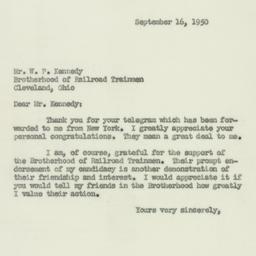 September 16, 1950
Mr. W. P. Kennedy
Brotherhood of Railroad Trainmen
Cleveland, Ohio
Dear Mr. Kennedy:
Thank you for your telegram which has been for-
warded to me from New York. I greatly appreciate your
personal congratulations. They mean a great deal to me.
I am, of course, grateful for the support of
the Brotherhood of Railroad Trainmen. Their prompt en-
dorsement of my candidacy is another demonstration of
their friendship and interest. I would appreciate it if
you would tell my friends in the Brotherhood how greatly
I value their action.
Yours very sincerely,